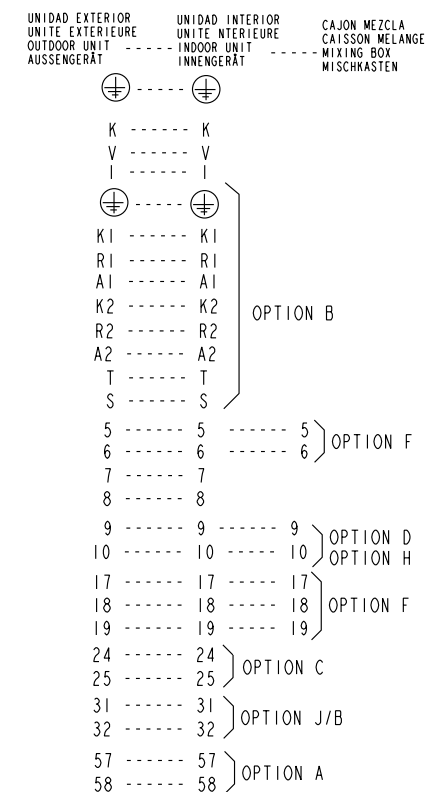 UNIDAD EXTERIOR
UNITE EXTERIEURE
OUTDOOR UNIT
AUSSENGERÄT
UNIDAD INTERIOR
UNITE NTERIEURE
INDOOR UNIT
INNENGERÄT
CAJON MEZCLA
CAISSON MELANGE
MIXING BOX
MISCHKASTEN
K ------ K
V ------ V
I ------ I
K1 ------ K1
R1 ------ R1
A1 ------ A1
K2 ------ K2
R2 ------ R2
A2 ------ A2
T ------ T
S ------ S
OPTION B
5 ------ 5 ------ 5
6 ------ 6 ------ 6
OPTION F
7 ------ 7
8 ------ 8
9 ------ 9 ------ 9
10 ------ 10 ----- 10
OPTION D
OPTION H
17 ------ 17 ----- 17
18 ------ 18 ----- 18
19 ------ 19 ----- 19
OPTION F
24 ------ 24
25 ------ 25
OPTION C
31 ------ 31
32 ------ 32
OPTION J/B
57 ------ 57
58 ------ 58
OPTION A